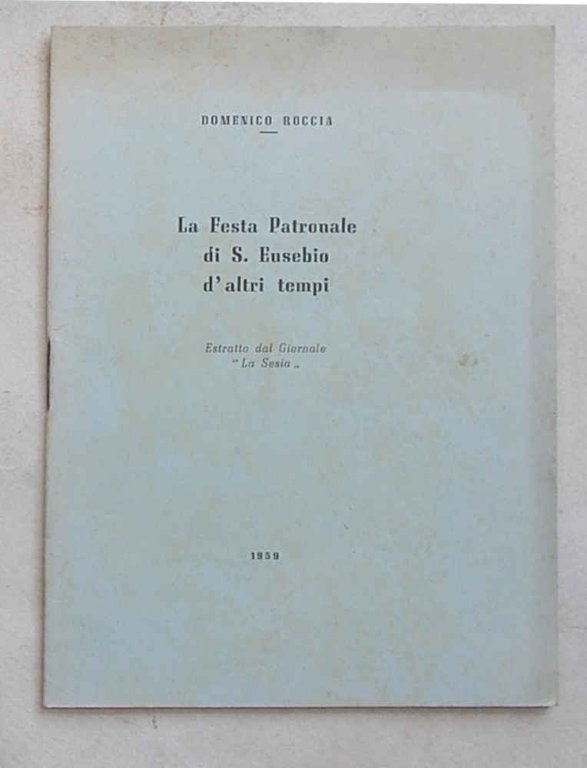 DOMENICO ROCCIA
La Festa Patronale
di S. Eusebio
d'altri tempi
Estratto dal Giornale
"La Sesia„
1959